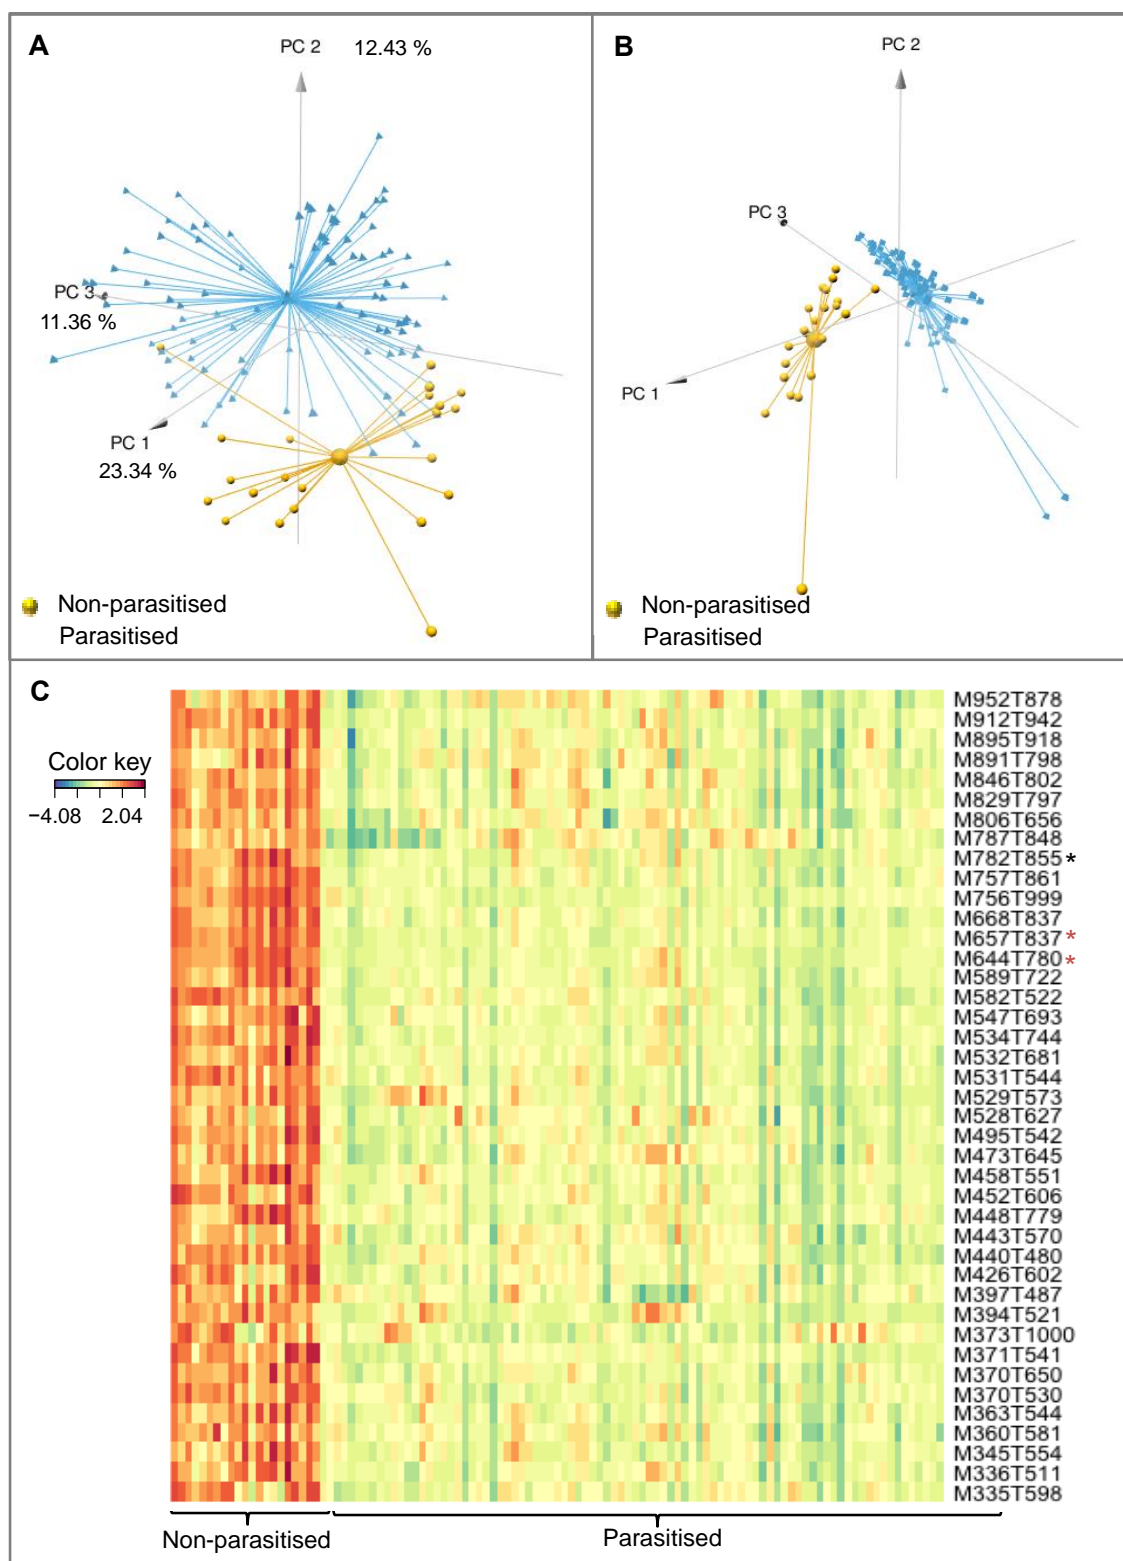 A
PC 2 12.43 %
PC 3
11.36 %
PC 1
23.34 %
Non-parasitised
Parasitised
B
PC 2
PC 3
PC 1
Non-parasitised
Parasitised
C
Color key
−4.08 2.04
M952T878
M912T942
M895T918
M891T798
M846T802
M829T797
M806T656
M787T848
M782T855 *
M757T861
M756T999
M668T837
M657T837 *
M644T780 *
M589T722
M582T522
M547T693
M534T744
M532T681
M531T544
M529T573
M528T627
M495T542
M473T645
M458T551
M452T606
M448T779
M443T570
M440T480
M426T602
M397T487
M394T521
M373T1000
M371T541
M370T650
M370T530
M363T544
M360T581
M345T554
M336T511
M335T598
Non-parasitised Parasitised